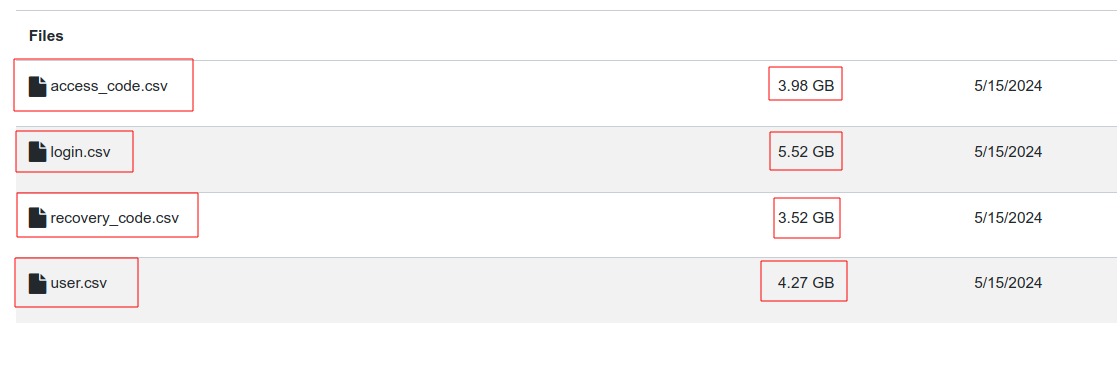 Files
access_code.csv 3.98 GB 5/15/2024
login.csv 5.52 GB 5/15/2024
recovery_code.csv 3.52 GB 5/15/2024
user.csv 4.27 GB 5/15/2024